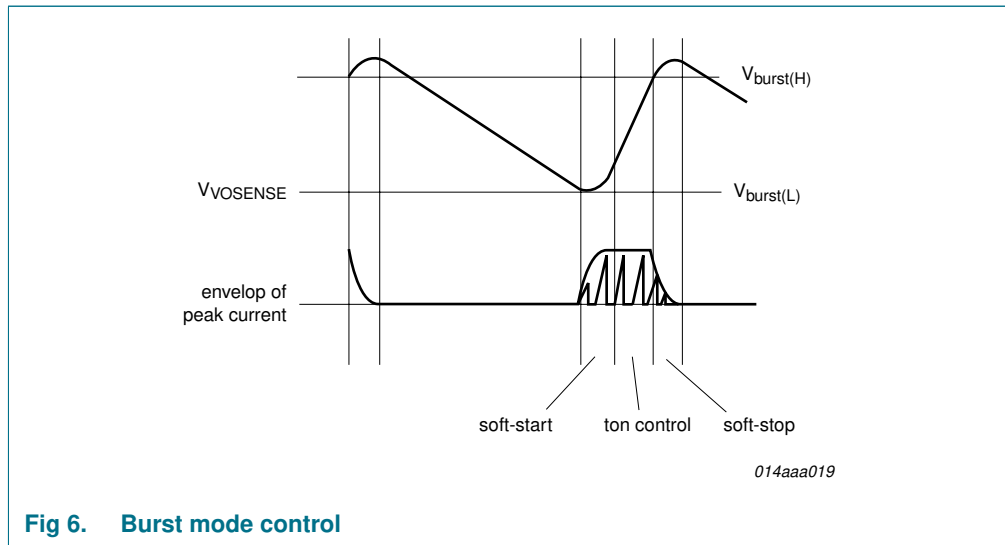 Vburst(H)
VVOSENSE
Vburst(L)
envelop of
peak current
soft-start
ton control
soft-stop
014aaa019
Fig 6. Burst mode control